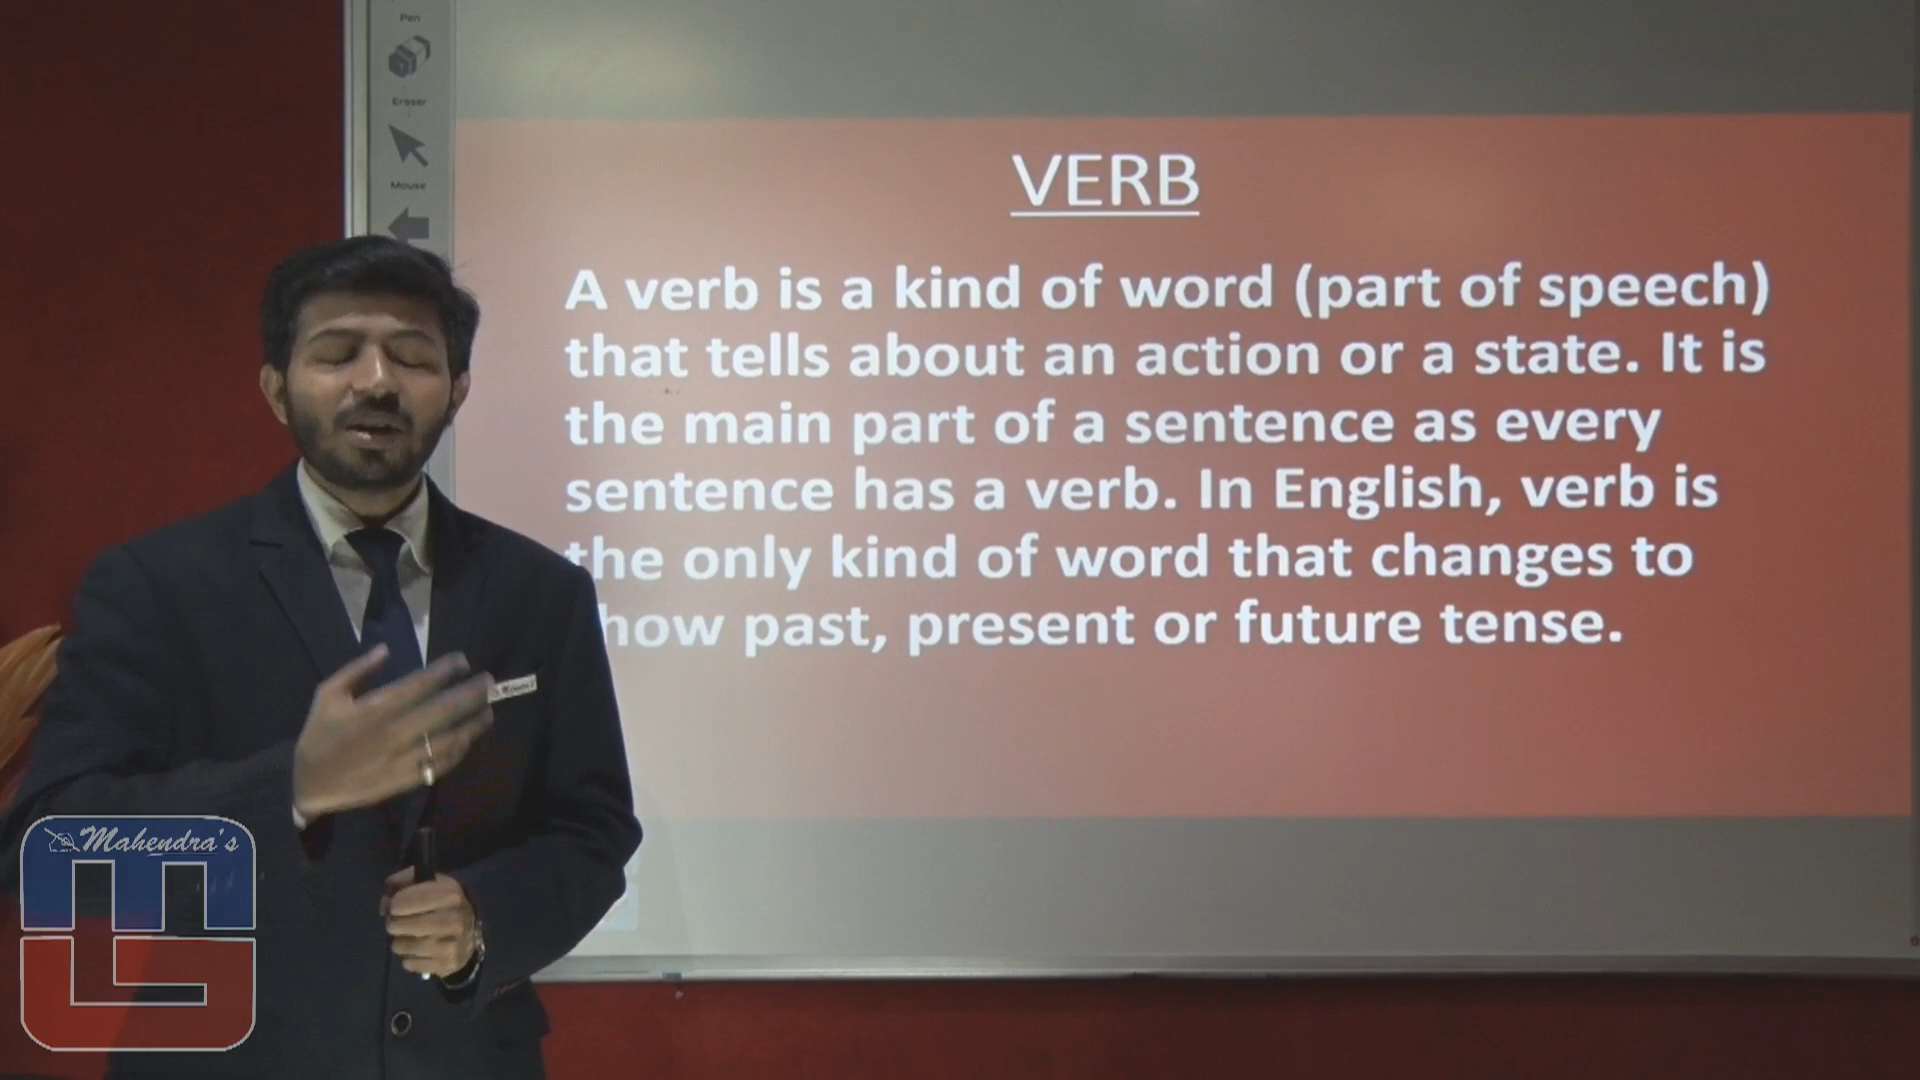 Pen
Eraser
Mouse
VERB
A verb is a kind of word (part of speech)
that tells about an action or a state. It is
the main part of a sentence as every
sentence has a verb. In English, verb is
the only kind of word that changes to
how past, present or future tense.
Mahendra's